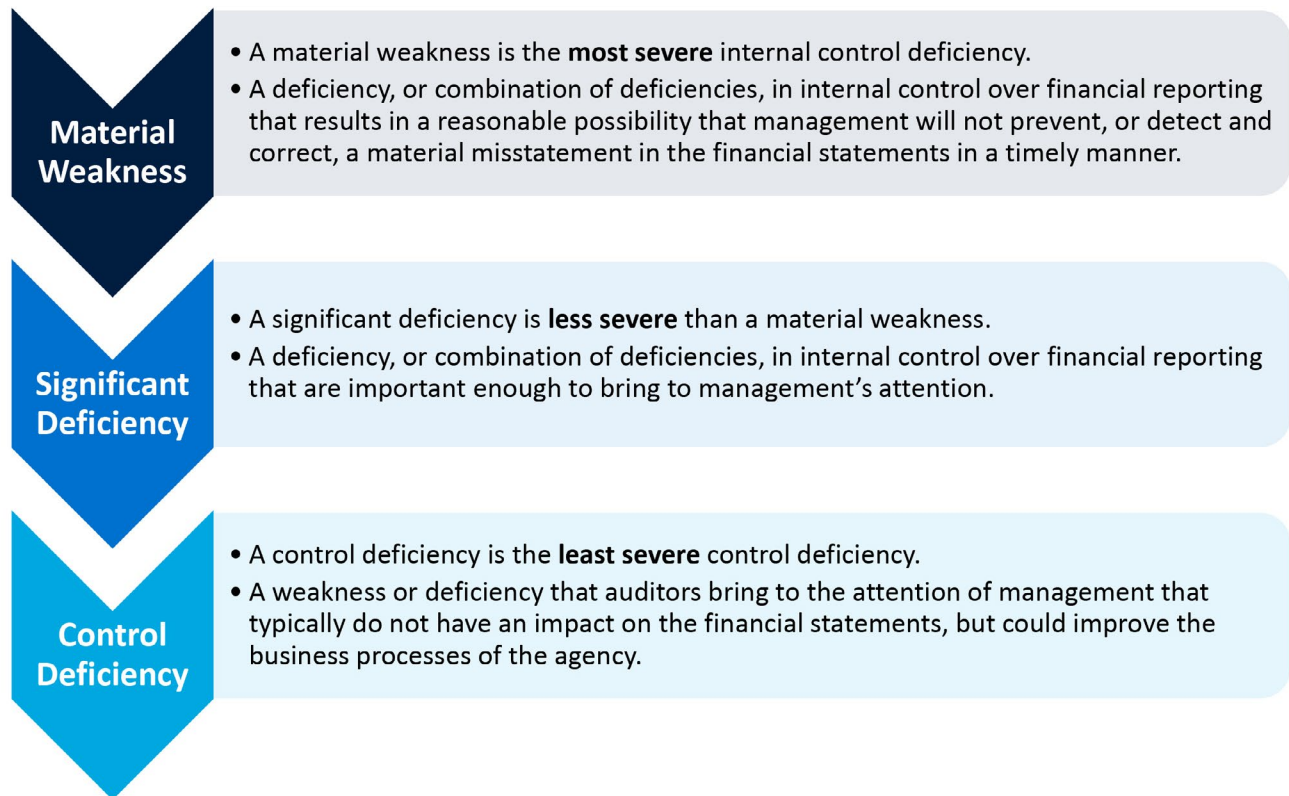 Material
Weakness
• A material weakness is the most severe internal control deficiency.
• A deficiency, or combination of deficiencies, in internal control over financial reporting
that results in a reasonable possibility that management will not prevent, or detect and
correct, a material misstatement in the financial statements in a timely manner.
Significant
Deficiency
• A significant deficiency is less severe than a material weakness.
• A deficiency, or combination of deficiencies, in internal control over financial reporting
that are important enough to bring to management’s attention.
Control
Deficiency
• A control deficiency is the least severe control deficiency.
• A weakness or deficiency that auditors bring to the attention of management that
typically do not have an impact on the financial statements, but could improve the
business processes of the agency.